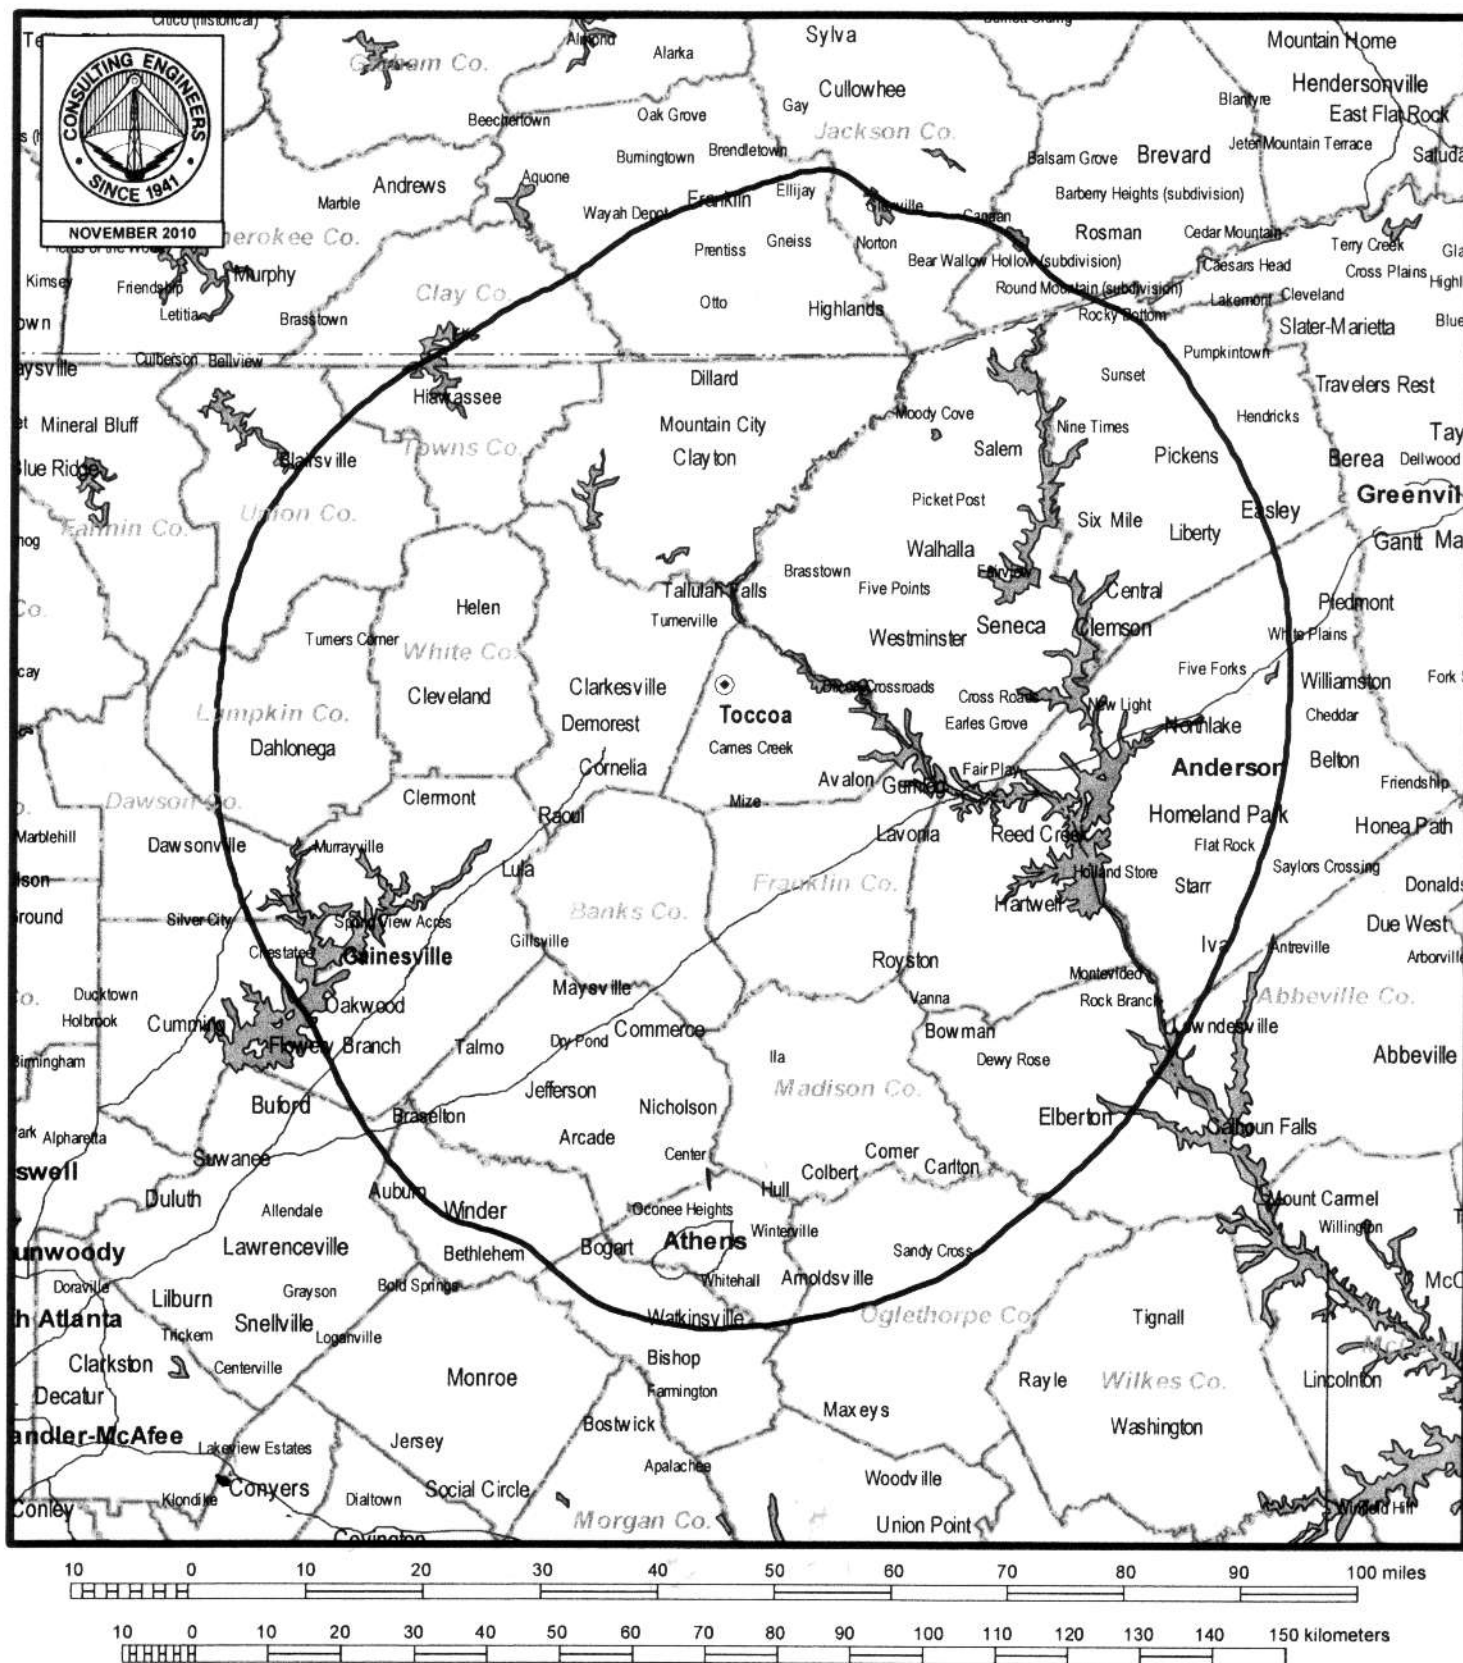 Citico (historical)
Almond
Alarka
Sylva
Mountain Home
Hendersonville
CONSULTING ENGINEERS
SINCE 1941
NOVEMBER 2010
Graham Co.
Cullowhee
Gay
Blantyre
East Flat Rock
Beechertown
Oak Grove
Jackson Co.
Jeter Mountain Terrace
Burningtown
Brendletown
Balsam Grove
Brevard
Saluda
Andrews
Aquone
Ellijay
Barberry Heights (subdivision)
Marble
Franklin
Wayah Depot
Glenville
Canaan
Rosman
Cedar Mountain
Terry Creek
Prentiss
Gneiss
Norton
Bear Wallow Hollow (subdivision)
Caesars Head
Cross Plains
Kimsey
Friendship
Murphy
Clay Co.
Round Mountain (subdivision)
Lakemont
Cleveland
Letitia
Brasstown
Otto
Highlands
Rocky Bottom
Slater-Marietta
Culberson
Bellview
Pumpkintown
Dillard
Sunset
Travelers Rest
Hiawassee
Mineral Bluff
Mountain City
Moody Cove
Nine Times
Hendricks
Towns Co.
Salem
Clayton
Pickens
Berea
Dellwood
Blue Ridge
Blairsville
Picket Post
Easley
Union Co.
Fannin Co.
Six Mile
Liberty
Walhalla
Gantt
Brasstown
Fairview
Five Points
Central
Tallulah Falls
Piedmont
Helen
Turnerville
Seneca
Clemson
Turners Corner
Westminster
White Plains
White Co.
Five Forks
Williamston
Cleveland
Clarkesville
Cross Roads
New Light
Lumpkin Co.
Demorest
Toccoa
Earles Grove
Northlake
Cheddar
Dahlonega
Carnes Creek
Belton
Cornelia
Fair Play
Anderson
Avalon
Friendship
Dawson Co.
Clermont
Mize
Raoul
Homeland Park
Marblehill
Dawsonville
Murrayville
Lavonia
Reed Creek
Honea Path
Flat Rock
Lula
Franklin Co.
Holland Store
Starr
Saylors Crossing
Hartwell
Silver City
Spring View Acres
Banks Co.
Due West
Gillsville
Iva
Antreville
Chestatee
Gainesville
Royston
Montevideo
Ducktown
Oakwood
Maysville
Vanna
Rock Branch
Abbeville Co.
Holbrook
Cumming
Commerce
Bowman
Lowndesville
Birmingham
Flowery Branch
Talmo
Dry Pond
Ila
Dewy Rose
Abbeville
Buford
Jefferson
Madison Co.
Braselton
Nicholson
Elberton
Calhoun Falls
Alpharetta
Arcade
Suwanee
Center
Comer
Colbert
Carlton
Duluth
Auburn
Hull
Mount Carmel
Allendale
Winder
Oconee Heights
Winterville
Willington
Lawrenceville
Bethlehem
Bogart
Athens
Sandy Cross
Doraville
Grayson
Bold Springs
Whitehall
Arnoldsville
Lilburn
Snellville
Watkinsville
Oglethorpe Co.
Tignall
Trickem
Loganville
Clarkston
Centerville
Bishop
Monroe
Farmington
Rayle
Wilkes Co.
Lincolnton
Decatur
Bostwick
Maxeys
Washington
Jersey
Lakeview Estates
Apalachee
Woodville
Conyers
Social Circle
Klondike
Dialtown
Conley
Morgan Co.
Union Point
Covington
10 0 10 20 30 40 50 60 70 80 90 100 miles
10 0 10 20 30 40 50 60 70 80 90 100 110 120 130 140 150 kilometers